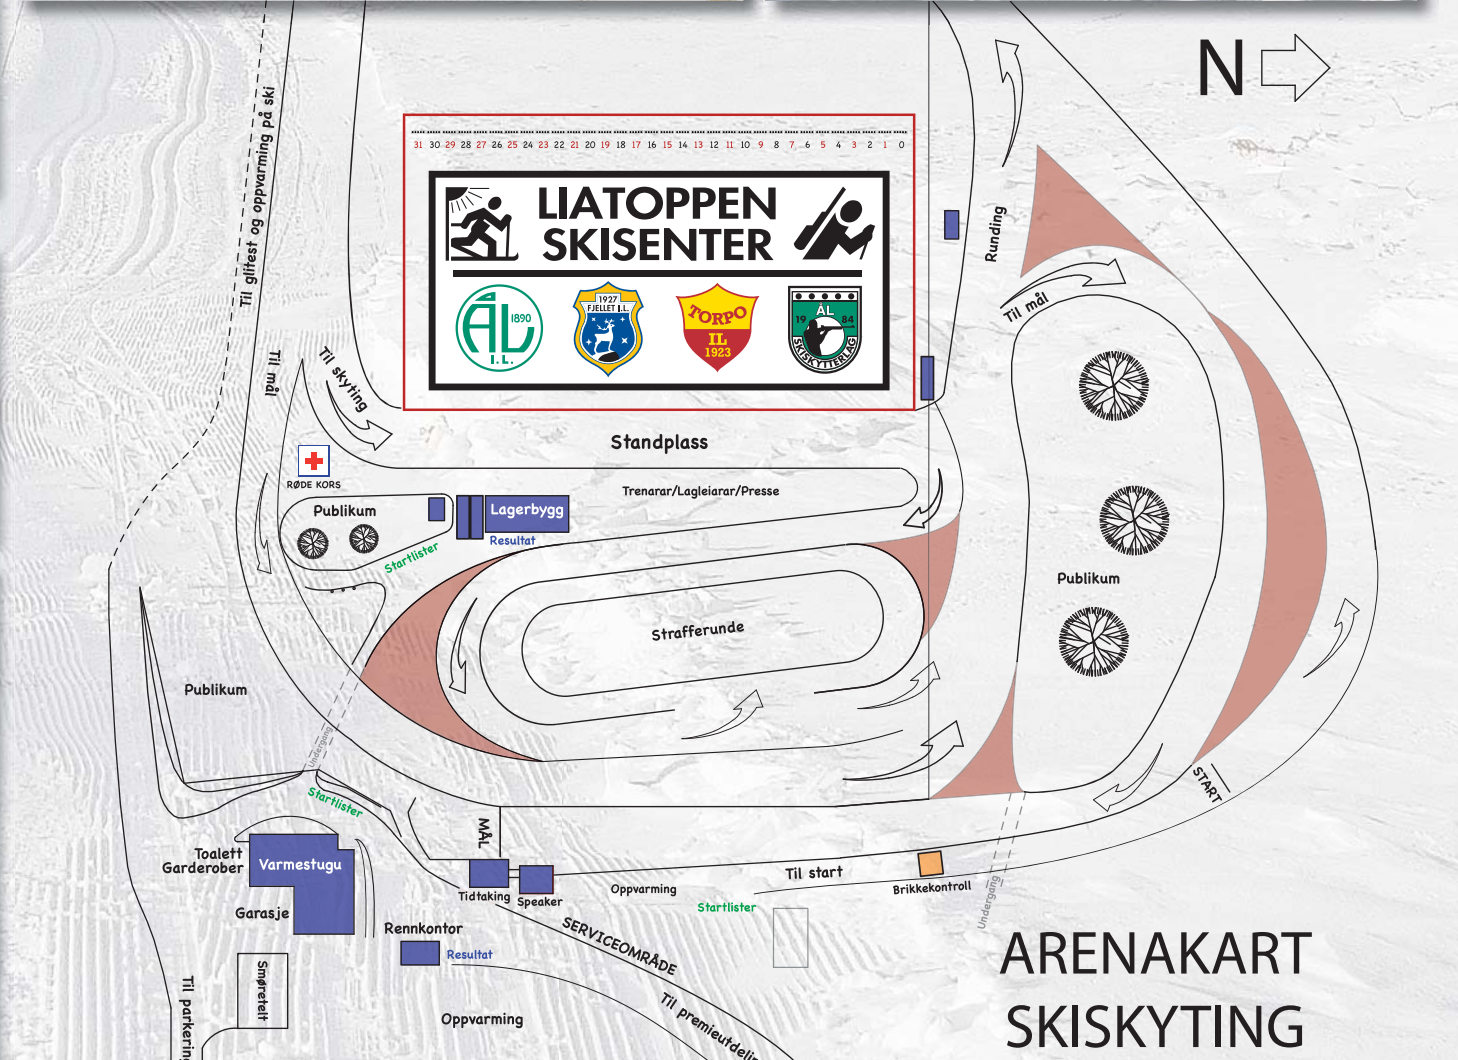 N
Til glitest og oppvarming på ski
31 30 29 28 27 26 25 24 23 22 21 20 19 18 17 16 15 14 13 12 11 10 9 8 7 6 5 4 3 2 1 0
LIATOPPEN
SKISENTER
ÅL
1890
I.L.
1927
FJELLET I.L.
TORPO
IL
1923
ÅL
19 84
SKISKYTTERLAG
Runding
Til mål
Til mål
Til skyting
Standplass
RØDE KORS
Trenarar/Lagleiarar/Presse
Publikum
Lagerbygg
Resultat
Startlister
Publikum
Strafferunde
Publikum
Undergang
START
Startlister
MÅL
Toalett
Garderober
Varmestugu
Til start
Oppvarming
Brikkekontroll
Tidtaking
Speaker
Startlister
Undergang
Garasje
Rennkontor
SERVICEOMRÅDE
Resultat
ARENAKART
SKISKYTING
Smøretelt
Til parkering
Oppvarming
Til premieutdelin